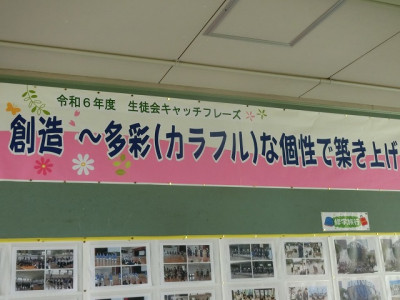 令和6年度 生徒会キャッチフレーズ
創造 ～多彩(カラフル)な個性で築き上げ